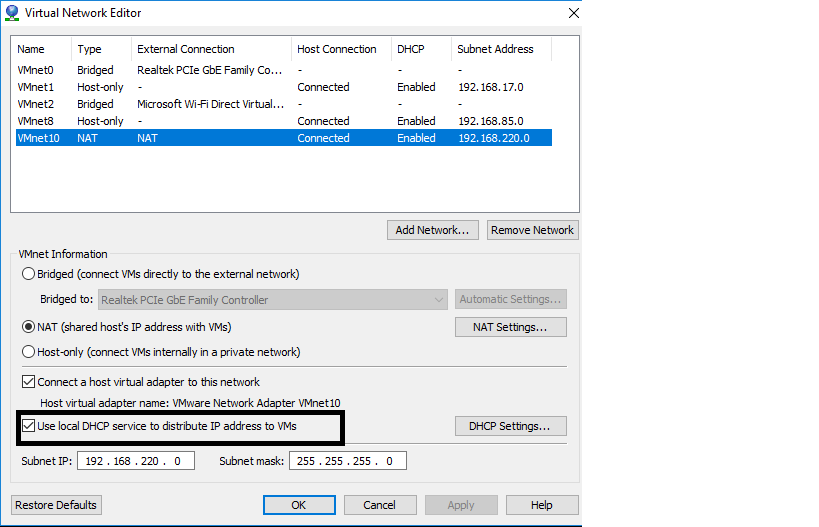 Virtual Network Editor
Name Type External Connection Host Connection DHCP Subnet Address
VMnet0 Bridged Realtek PCIe GbE Family Co... - - -
VMnet1 Host-only - Connected Enabled 192.168.17.0
VMnet2 Bridged Microsoft Wi-Fi Direct Virtual... - - -
VMnet8 Host-only - Connected Enabled 192.168.85.0
VMnet10 NAT NAT Connected Enabled 192.168.220.0
Add Network... Remove Network
VMnet Information
Bridged (connect VMs directly to the external network)
Bridged to: Realtek PCIe GbE Family Controller Automatic Settings...
NAT (shared host's IP address with VMs) NAT Settings...
Host-only (connect VMs internally in a private network)
Connect a host virtual adapter to this network
Host virtual adapter name: VMware Network Adapter VMnet10
Use local DHCP service to distribute IP address to VMs DHCP Settings...
Subnet IP: 192 . 168 . 220 . 0 Subnet mask: 255 . 255 . 255 . 0
Restore Defaults OK Cancel Apply Help